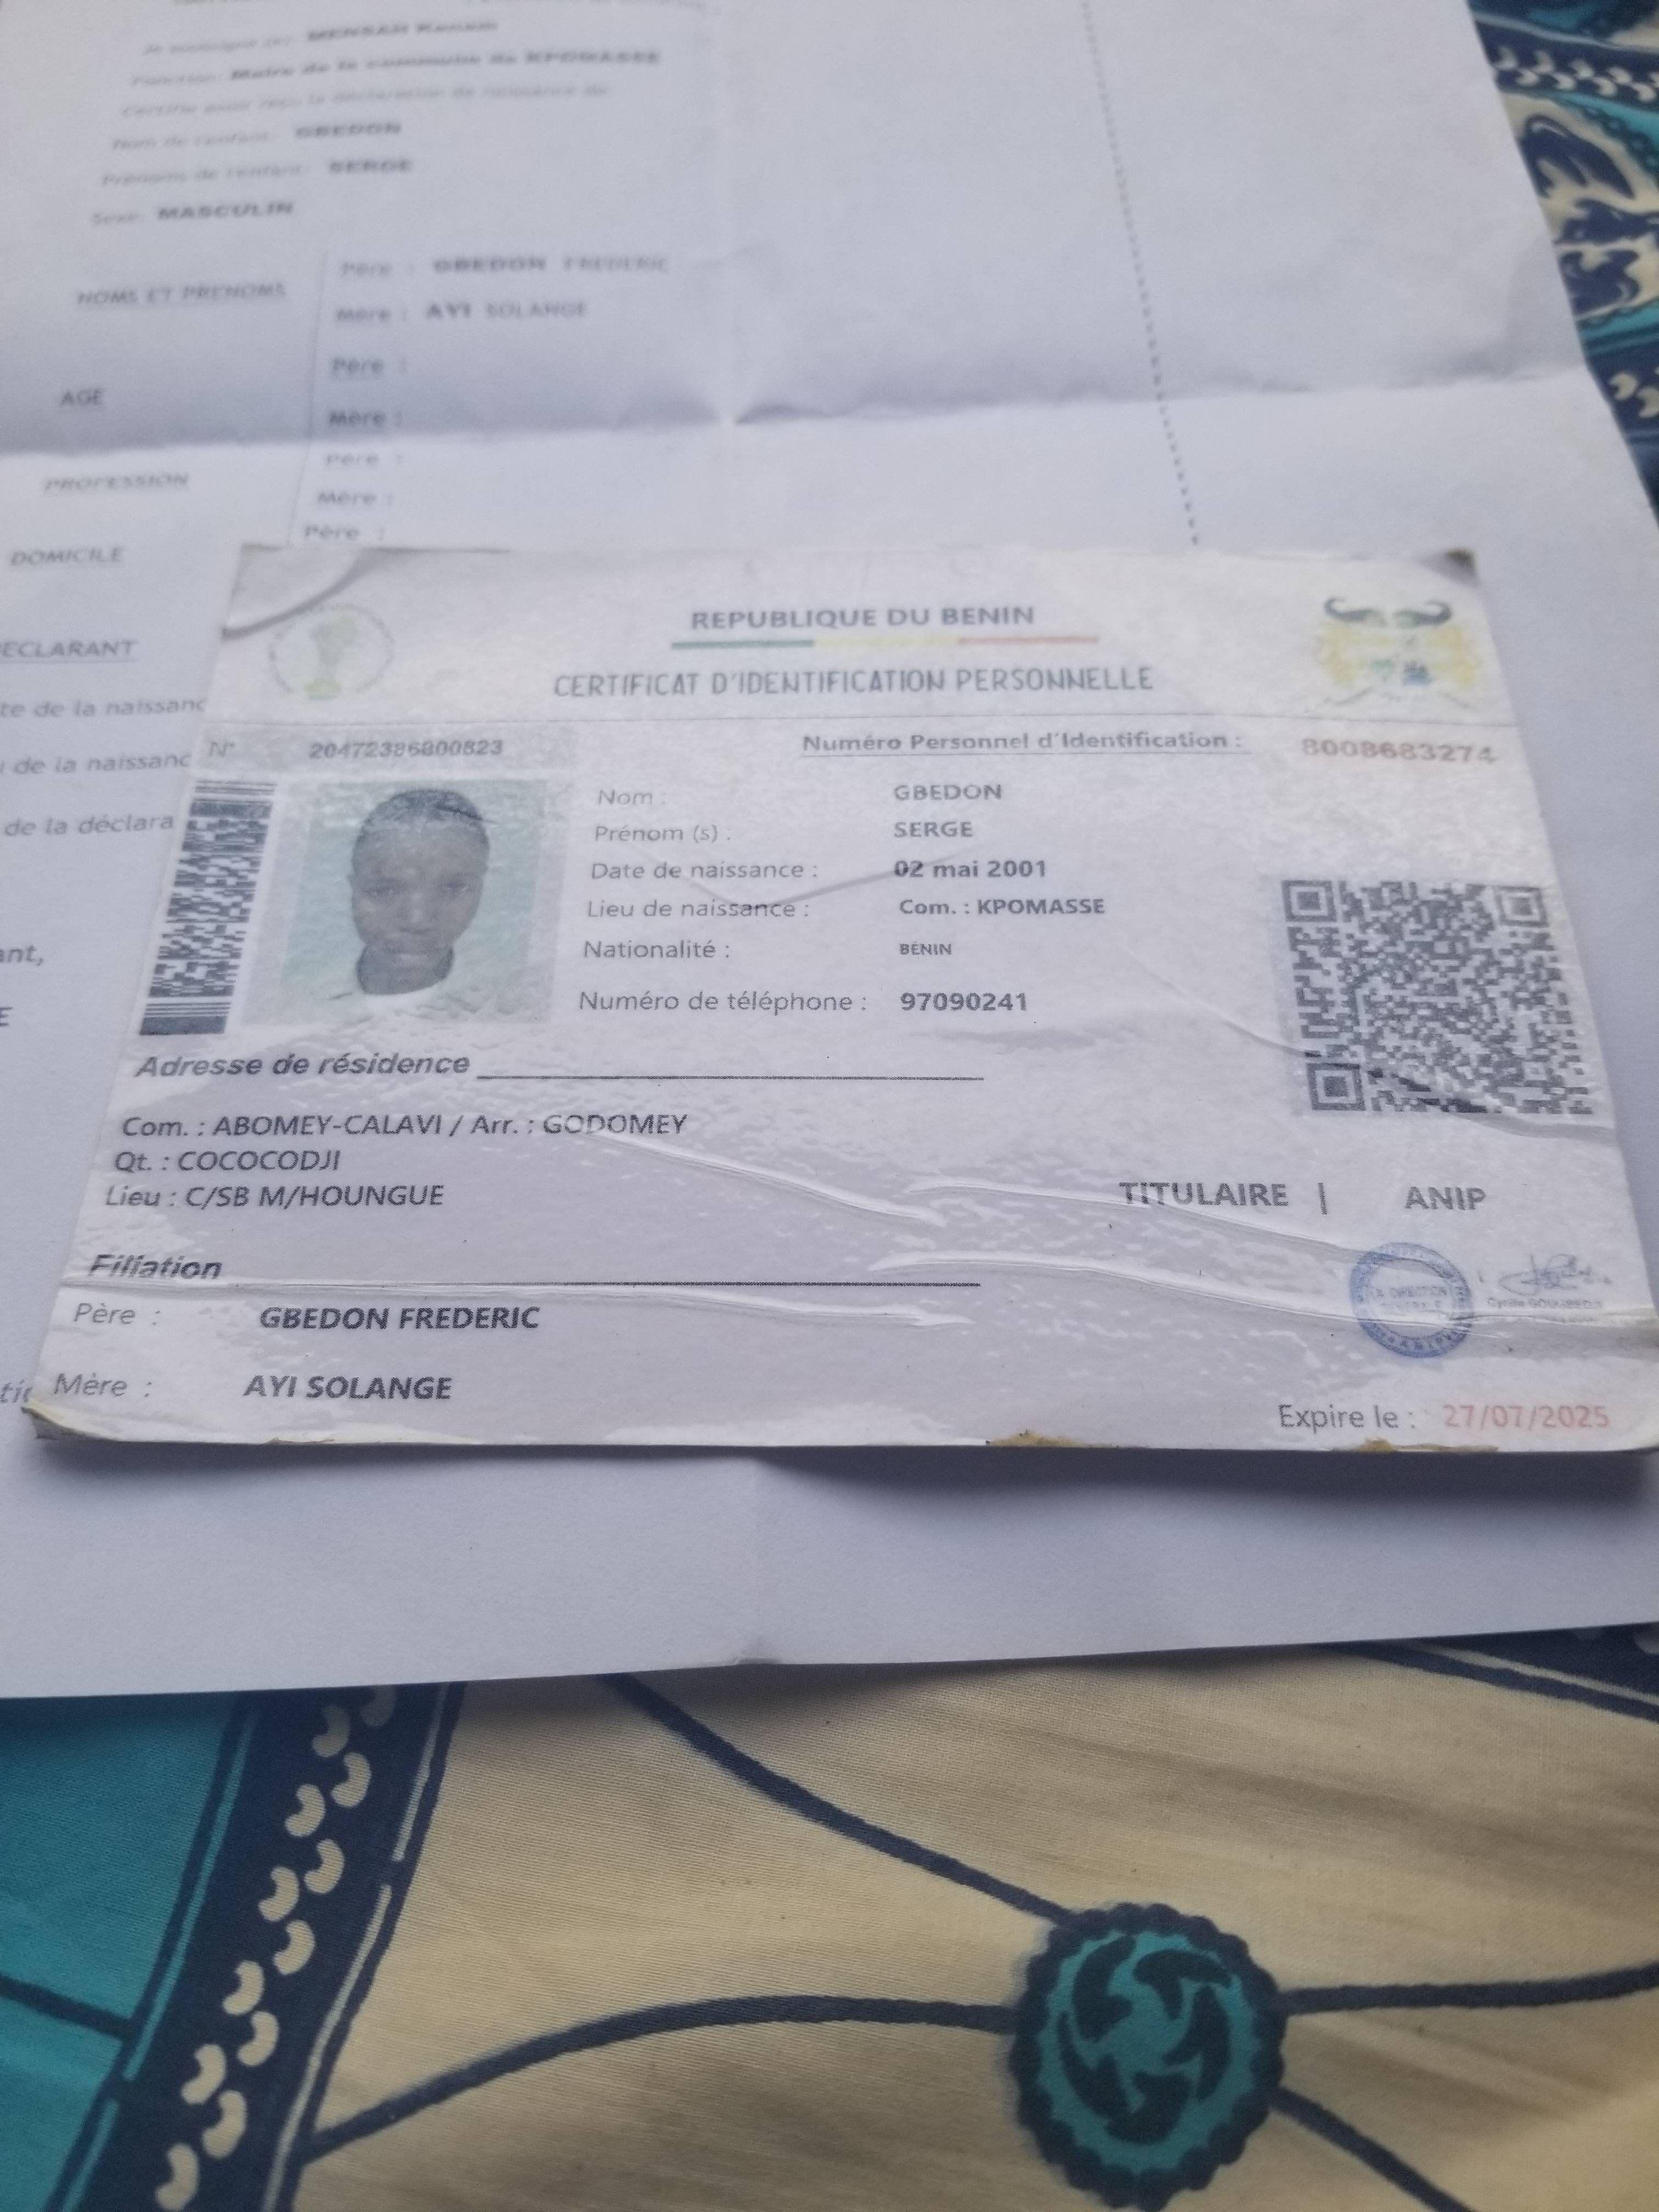 Je soussigné (e): MENSAH Kenam
Fonction: Maire de la commune de KPOMASSE
Certifie avoir reçu la déclaration de naissance de:
Nom de l'enfant: GBEDON
Prénoms de l'enfant: SERGE
Sexe: MASCULIN
NOMS ET PRENOMS
Père : GBEDON FREDERIC
Mère : AYI SOLANGE
AGE
Père :
Mère :
PROFESSION
Père :
Mère :
DOMICILE
Père :
ECLARANT
te de la naissanc
de la naissanc
de la déclara
ant,
E
REPUBLIQUE DU BENIN
CERTIFICAT D'IDENTIFICATION PERSONNELLE
N° 20472386800823
Numéro Personnel d'Identification : 8008683274
Nom : GBEDON
Prénom (s) : SERGE
Date de naissance : 02 mai 2001
Lieu de naissance : Com. : KPOMASSE
Nationalité : BENIN
Numéro de téléphone : 97090241
Adresse de résidence
Com. : ABOMEY-CALAVI / Arr. : GODOMEY
Qt. : COCOCODJI
Lieu : C/SB M/HOUNGUE
TITULAIRE | ANIP
Filiation
Père : GBEDON FREDERIC
Mère : AYI SOLANGE
LA DIRECTION
Expire le : 27/07/2025